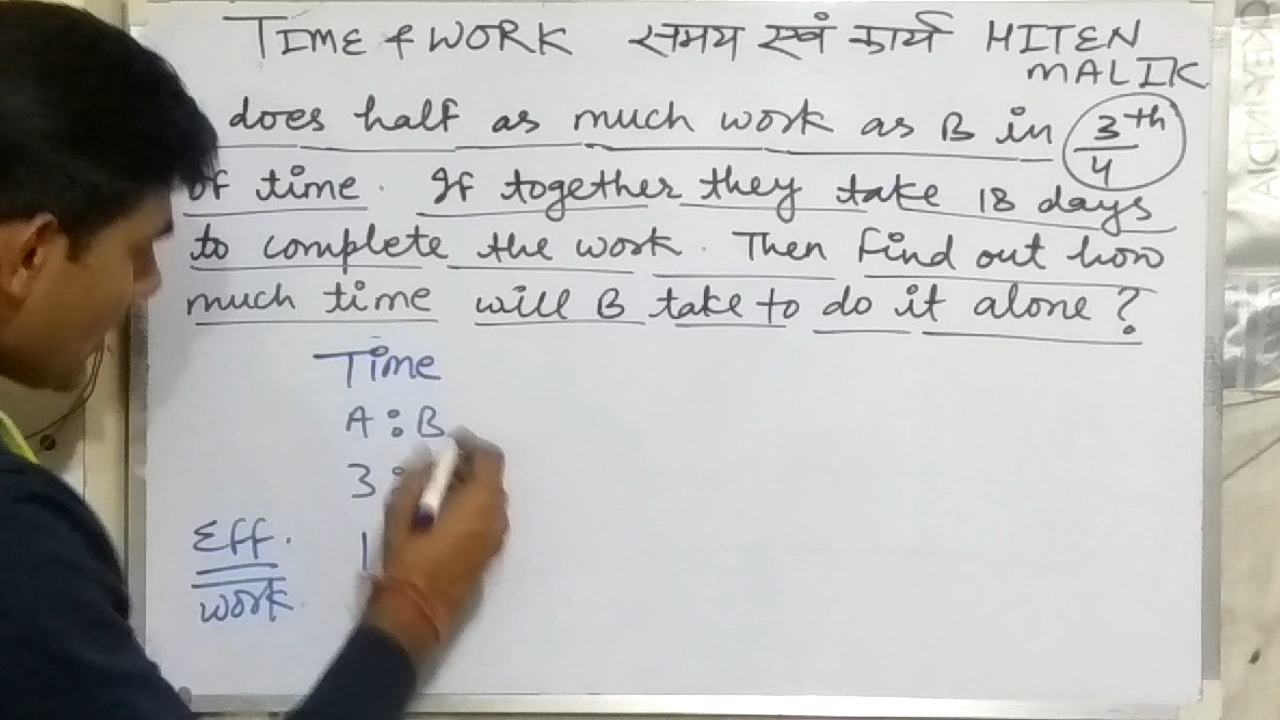 TIME & WORK समय एवं कार्य HITEN
MALIK
does half as much work as B in 3/4 th
of time. If together they take 18 days
to complete the work. Then find out how
much time will B take to do it alone?
Time
A : B
3 :
Eff. 1
work